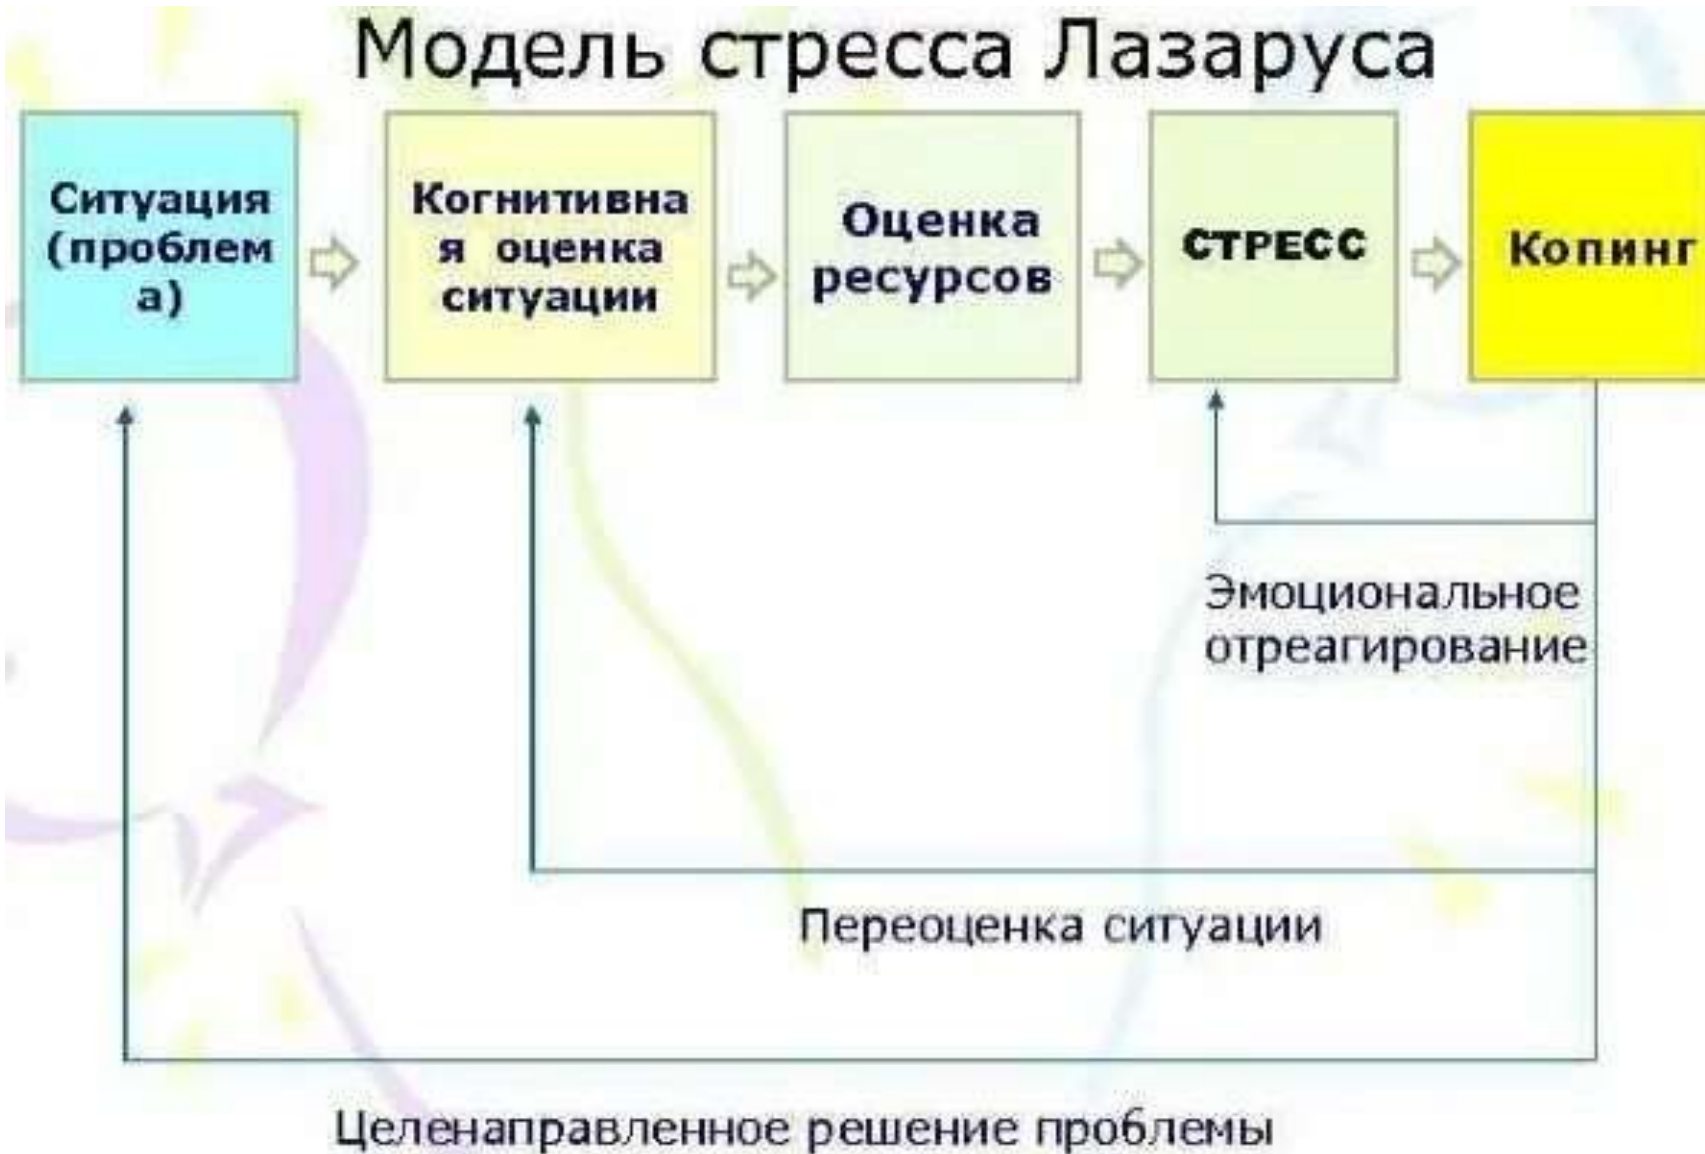 Модель стресса Лазаруса
Ситуация
(проблем
а)
Когнитивна
я оценка
ситуации
Оценка
ресурсов
СТРЕСС
Копинг
Эмоциональное
отреагирование
Переоценка ситуации
Целенаправленное решение проблемы